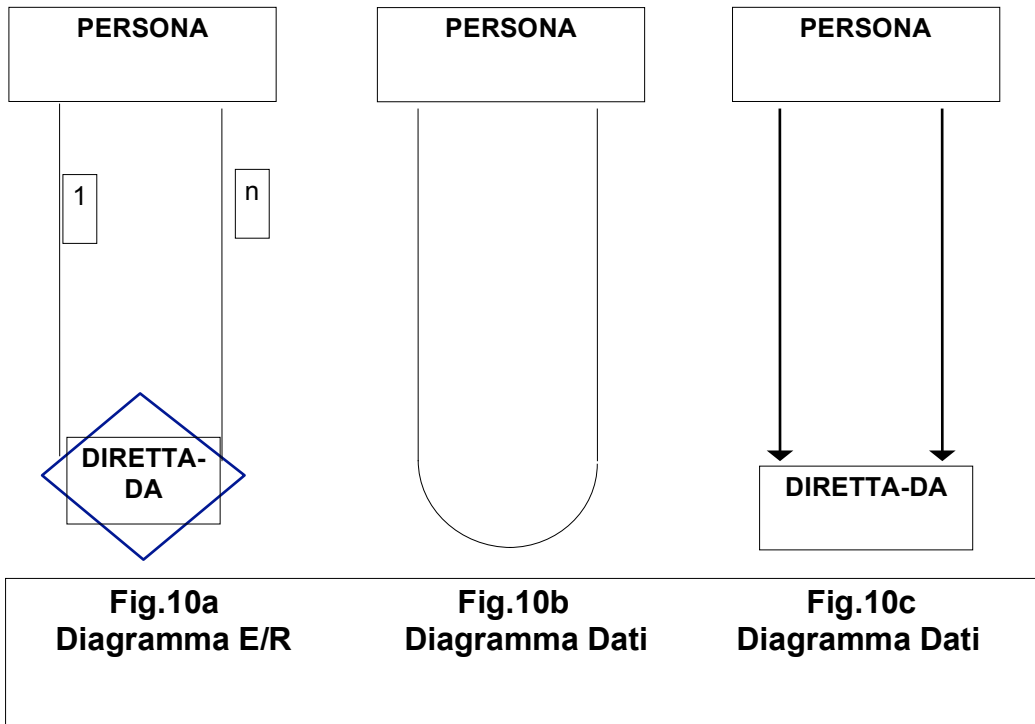 PERSONA
PERSONA
PERSONA
1
n
DIRETTA-
DA
DIRETTA-DA
Fig.10a
Diagramma E/R
Fig.10b
Diagramma Dati
Fig.10c
Diagramma Dati